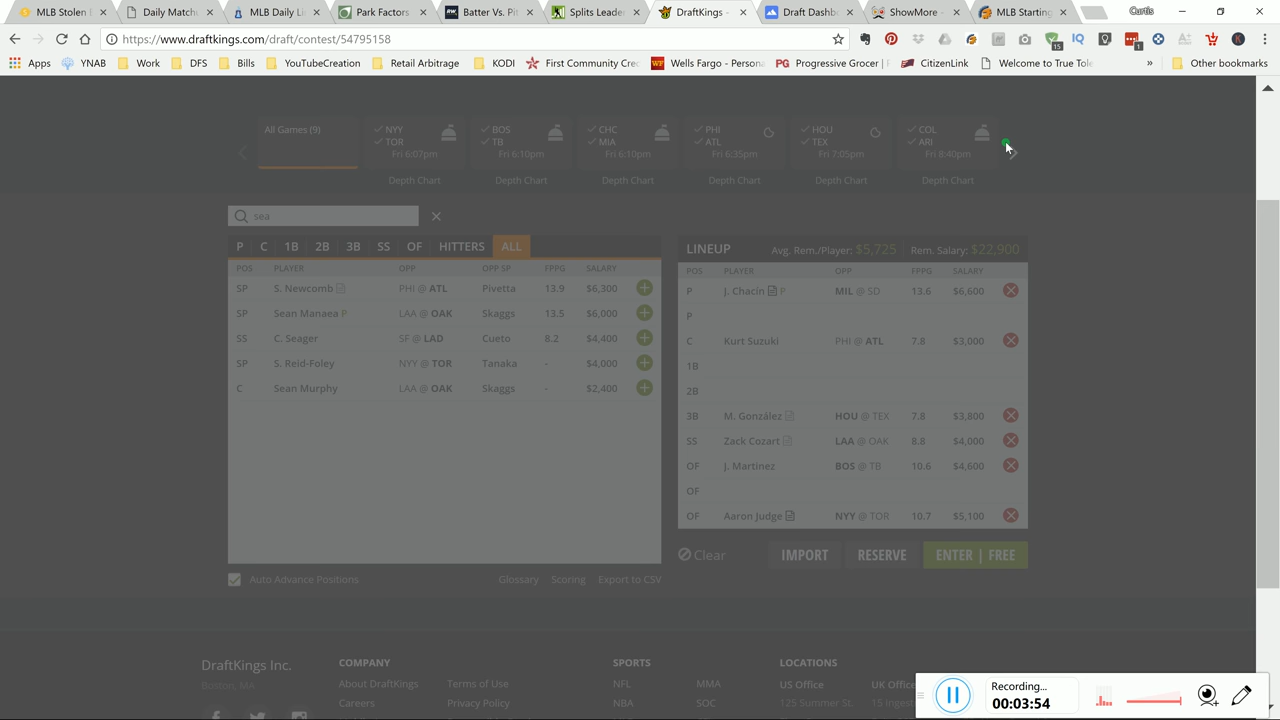 MLB Stolen
Daily Match
MLB Daily Li
Park Factors
Batter Vs. Pit
Splits Leader
DraftKings -
Draft Dashb
ShowMore -
MLB Starting
Curtis
https://www.draftkings.com/draft/contest/54795158
15
1
IQ
K
Apps
YNAB
Work
DFS
Bills
YouTubeCreation
Retail Arbotrage
KODI
First Community Cre
Wells Fargo - Person
PG Progressive Grocer |
CitizenLink
Welcome to True Tole
»
Other bookmarks
All Games (9)
NYY
TOR
Fri 6:07pm
BOS
TB
Fri 6:10pm
CHC
MIA
Fri 6:10pm
PHI
ATL
Fri 6:35pm
HOU
TEX
Fri 7:05pm
COL
ARI
Fri 8:40pm
Depth Chart Depth Chart Depth Chart Depth Chart Depth Chart Depth Chart
sea
P C 1B 2B 3B SS OF HITTERS ALL
POS PLAYER OPP OPP SP FPPG SALARY
SP S. Newcomb PHI @ ATL Pivetta 13.9 $6,300
SP Sean Manaea P LAA @ OAK Skaggs 13.5 $6,000
SS C. Seager SF @ LAD Cueto 8.2 $4,400
SP S. Reid-Foley NYY @ TOR Tanaka - $4,000
C Sean Murphy LAA @ OAK Skaggs - $2,400
Auto Advance Positions
Glossary Scoring Export to CSV
LINEUP Avg. Rem./Player: $5,725 Rem. Salary: $22,900
POS PLAYER OPP FPPG SALARY
P J. Chacín P MIL @ SD 13.6 $6,600
P
C Kurt Suzuki PHI @ ATL 7.8 $3,000
1B
2B
3B M. González HOU @ TEX 7.8 $3,800
SS Zack Cozart LAA @ OAK 8.8 $4,000
OF J. Martinez BOS @ TB 10.6 $4,600
OF
OF Aaron Judge NYY @ TOR 10.7 $5,100
Clear IMPORT RESERVE ENTER | FREE
DraftKings Inc.
Boston, MA
COMPANY
About DraftKings Terms of Use
Careers Privacy Policy
SPORTS
NFL MMA
NBA SOC
LOCATIONS
US Office UK Office
125 Summer St.
Recording...
00:03:54